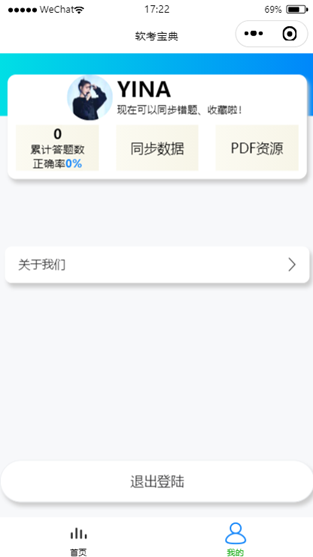 WeChat 17:22 69%
软考宝典
YINA
现在可以同步错题、收藏啦！
0
累计答题数
正确率0%
同步数据
PDF资源
关于我们
退出登陆
首页
我的